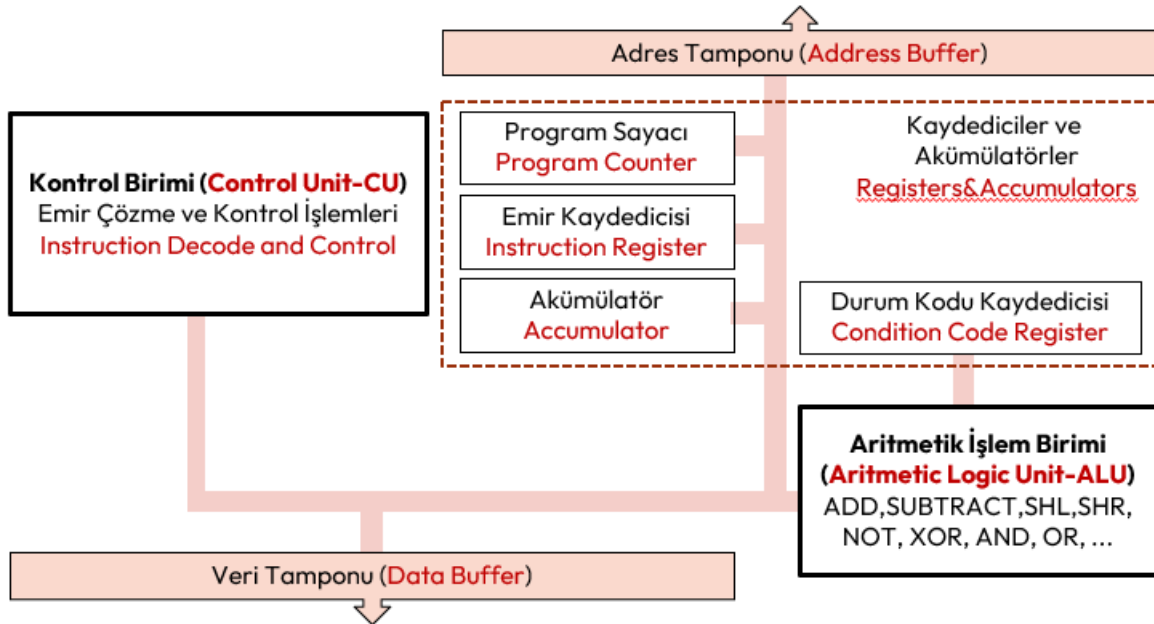 Adres Tamponu (Address Buffer)
Kontrol Birimi (Control Unit-CU)
Emir Çözme ve Kontrol İşlemleri
Instruction Decode and Control
Program Sayacı
Program Counter
Emir Kaydedicisi
Instruction Register
Akümülatör
Accumulator
Kaydediciler ve
Akümülatörler
Registers&Accumulators
Durum Kodu Kaydedicisi
Condition Code Register
Aritmetik İşlem Birimi
(Aritmetic Logic Unit-ALU)
ADD,SUBTRACT,SHL,SHR,
NOT, XOR, AND, OR, ...
Veri Tamponu (Data Buffer)